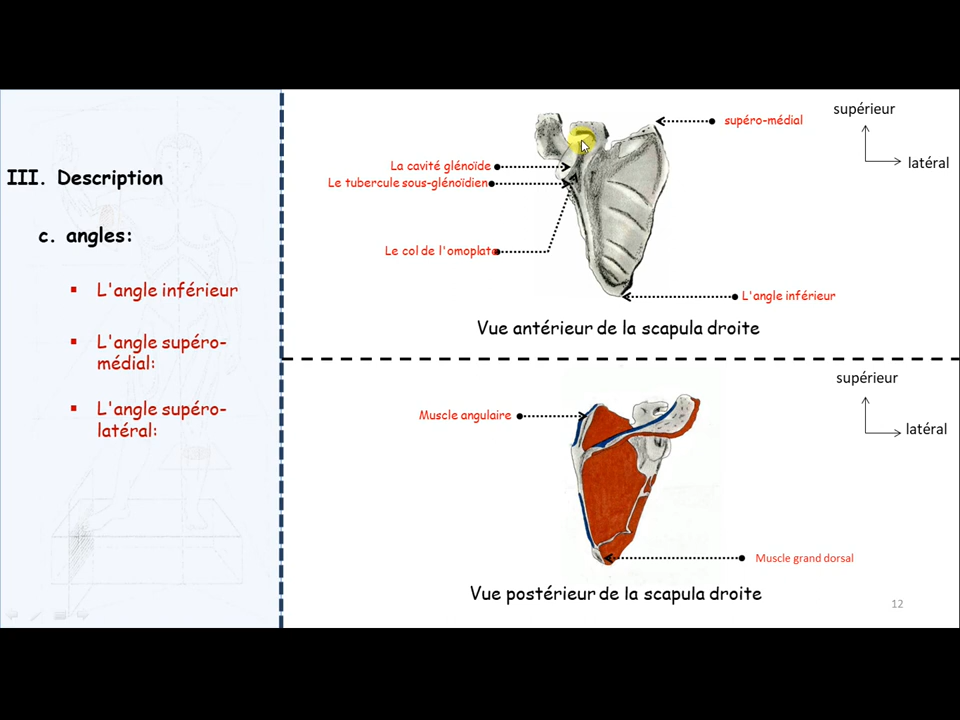 III. Description
c. angles:
▪ L'angle inférieur
▪ L'angle supéro-
médial:
▪ L'angle supéro-
latéral:
supéro-médial
La cavité glénoïde
Le tubercule sous-glénoïdien
Le col de l'omoplate
L'angle inférieur
supérieur
latéral
Vue antérieur de la scapula droite
Muscle angulaire
Muscle grand dorsal
supérieur
latéral
Vue postérieur de la scapula droite
12